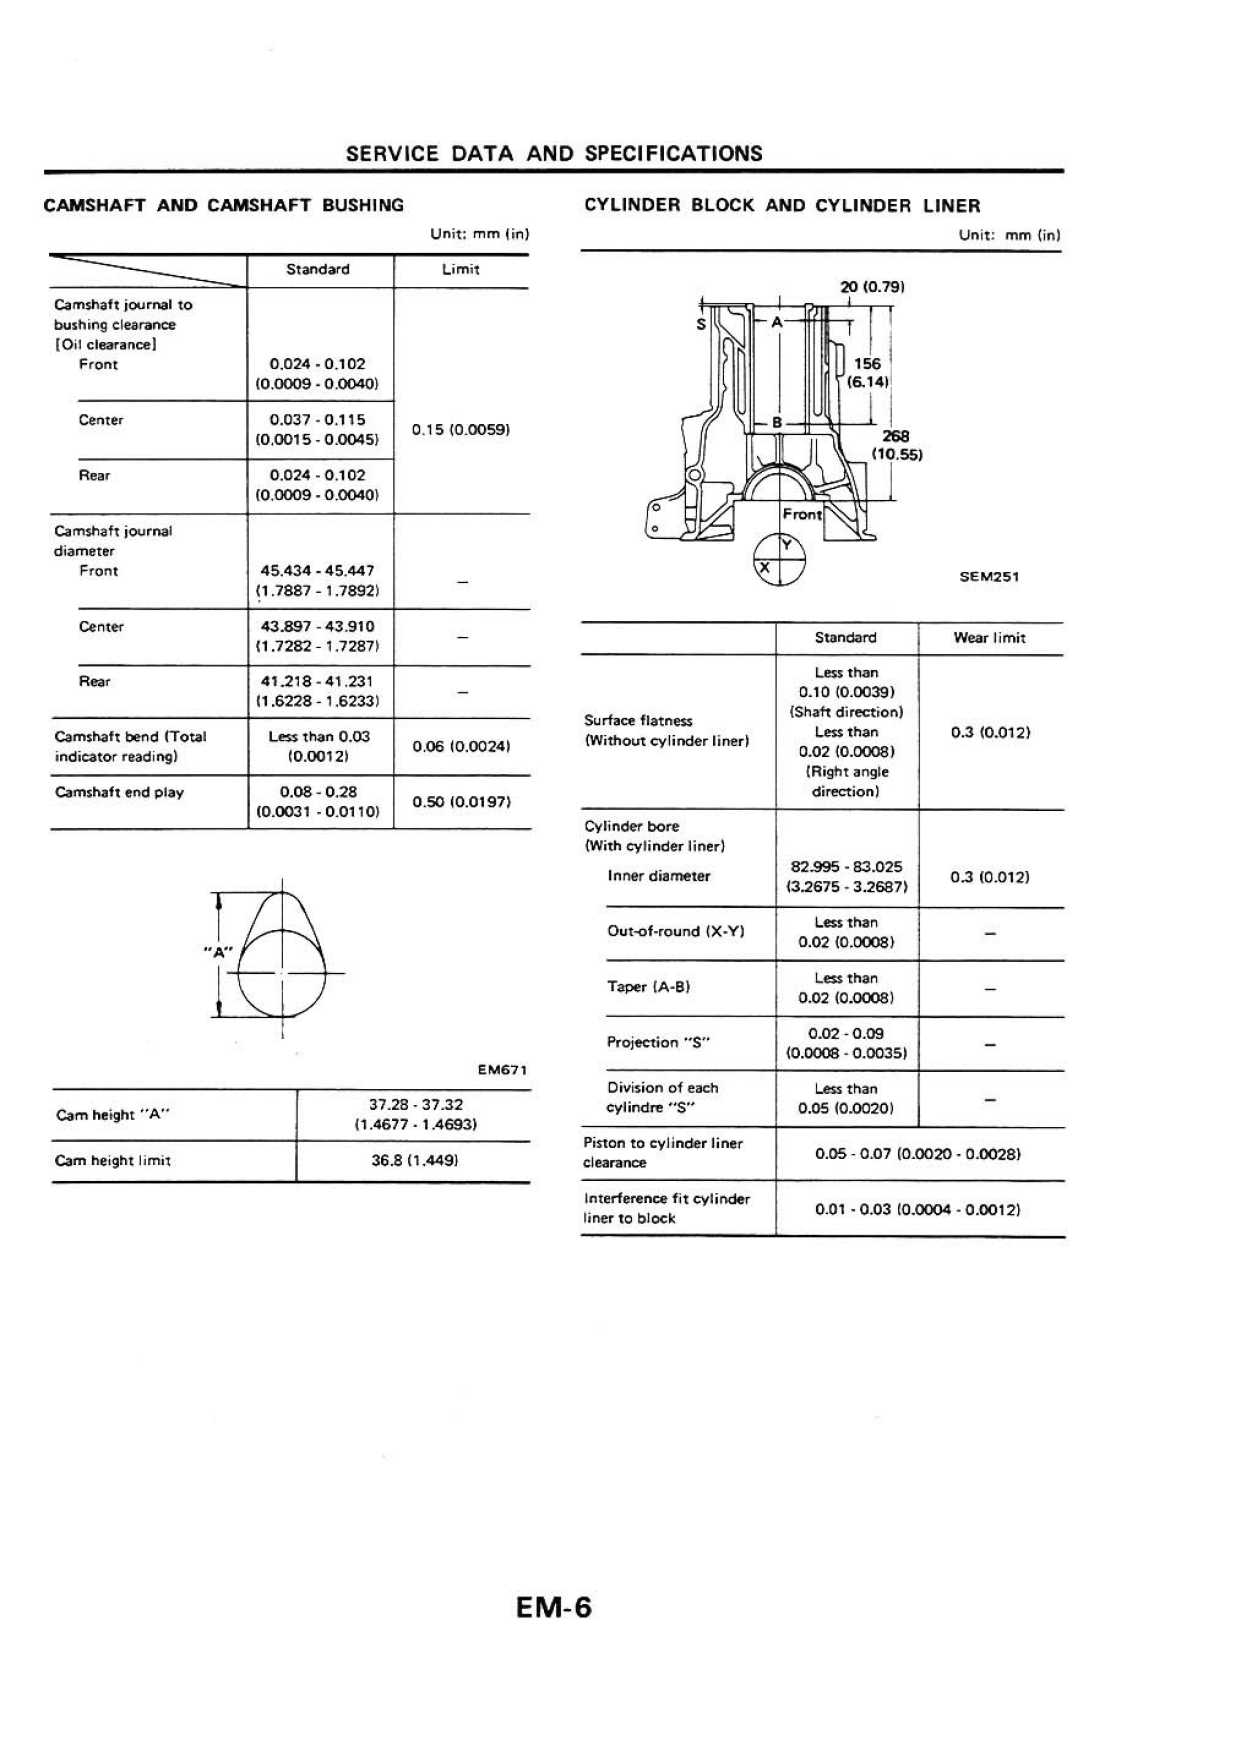 SERVICE DATA AND SPECIFICATIONS
CAMSHAFT AND CAMSHAFT BUSHING
Unit: mm (in)
Standard Limit
Camshaft journal to
bushing clearance
[Oil clearance]
Front 0.024 - 0.102
(0.0009 - 0.0040)
Center 0.037 - 0.115
(0.0015 - 0.0045)
0.15 (0.0059)
Rear 0.024 - 0.102
(0.0009 - 0.0040)
Camshaft journal
diameter
Front 45.434 - 45.447
(1.7887 - 1.7892)
–
Center 43.897 - 43.910
(1.7282 - 1.7287)
–
Rear 41.218 - 41.231
(1.6228 - 1.6233)
–
Camshaft bend (Total Less than 0.03
indicator reading) (0.0012)
0.06 (0.0024)
Camshaft end play 0.08 - 0.28
(0.0031 - 0.0110)
0.50 (0.0197)
"A"
EM671
Cam height "A"
37.28 - 37.32
(1.4677 - 1.4693)
Cam height limit 36.8 (1.449)
CYLINDER BLOCK AND CYLINDER LINER
Unit: mm (in)
20 (0.79)
S
A
156
(6.14)
B
268
(10.55)
Front
Y
X
SEM251
Standard Wear limit
Surface flatness
(Without cylinder liner)
Less than
0.10 (0.0039)
(Shaft direction)
Less than
0.02 (0.0008)
(Right angle
direction)
0.3 (0.012)
Cylinder bore
(With cylinder liner)
Inner diameter
82.995 - 83.025
(3.2675 - 3.2687)
0.3 (0.012)
Out-of-round (X-Y)
Less than
0.02 (0.0008)
–
Taper (A-B)
Less than
0.02 (0.0008)
–
Projection "S"
0.02 - 0.09
(0.0008 - 0.0035)
–
Division of each
cylindre "S"
Less than
0.05 (0.0020)
–
Piston to cylinder liner
clearance
0.05 - 0.07 (0.0020 - 0.0028)
Interference fit cylinder
liner to block
0.01 - 0.03 (0.0004 - 0.0012)
EM-6